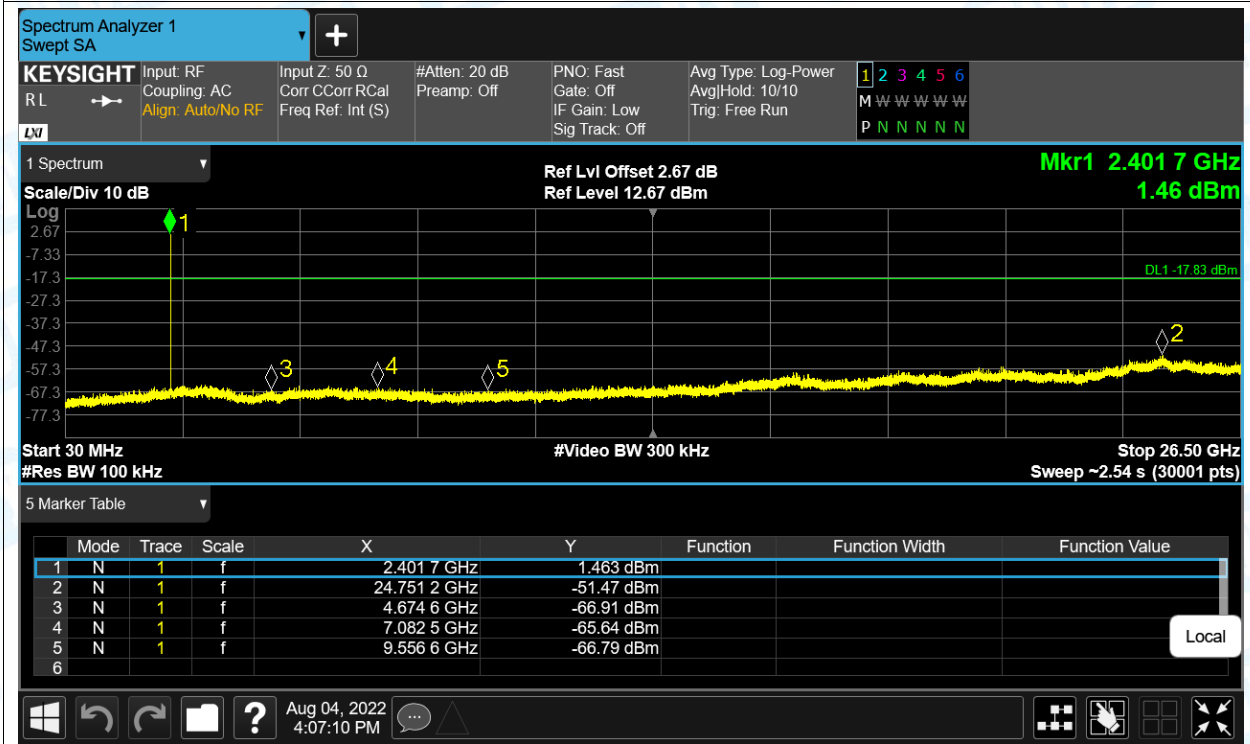 Spectrum Analyzer 1
Swept SA
+
KEYSIGHT
R L
LXI
Input: RF
Coupling: AC
Align: Auto/No RF
Input Z: 50 Ω
Corr CCorr RCal
Freq Ref: Int (S)
#Atten: 20 dB
Preamp: Off
PNO: Fast
Gate: Off
IF Gain: Low
Sig Track: Off
Avg Type: Log-Power
Avg|Hold: 10/10
Trig: Free Run
1 2 3 4 5 6
M W W W W W
P N N N N N
1 Spectrum
Scale/Div 10 dB
Ref Lvl Offset 2.67 dB
Ref Level 12.67 dBm
Mkr1 2.401 7 GHz
1.46 dBm
Log
2.67
-7.33
-17.3
-27.3
-37.3
-47.3
-57.3
-67.3
-77.3
1
DL1 -17.83 dBm
2
3
4
5
Start 30 MHz
#Video BW 300 kHz
Stop 26.50 GHz
#Res BW 100 kHz
Sweep ~2.54 s (30001 pts)
5 Marker Table
Mode Trace Scale X Y Function Function Width Function Value
1 N 1 f 2.401 7 GHz 1.463 dBm
2 N 1 f 24.751 2 GHz -51.47 dBm
3 N 1 f 4.674 6 GHz -66.91 dBm
4 N 1 f 7.082 5 GHz -65.64 dBm
5 N 1 f 9.556 6 GHz -66.79 dBm
6
Local
?
Aug 04, 2022
4:07:10 PM